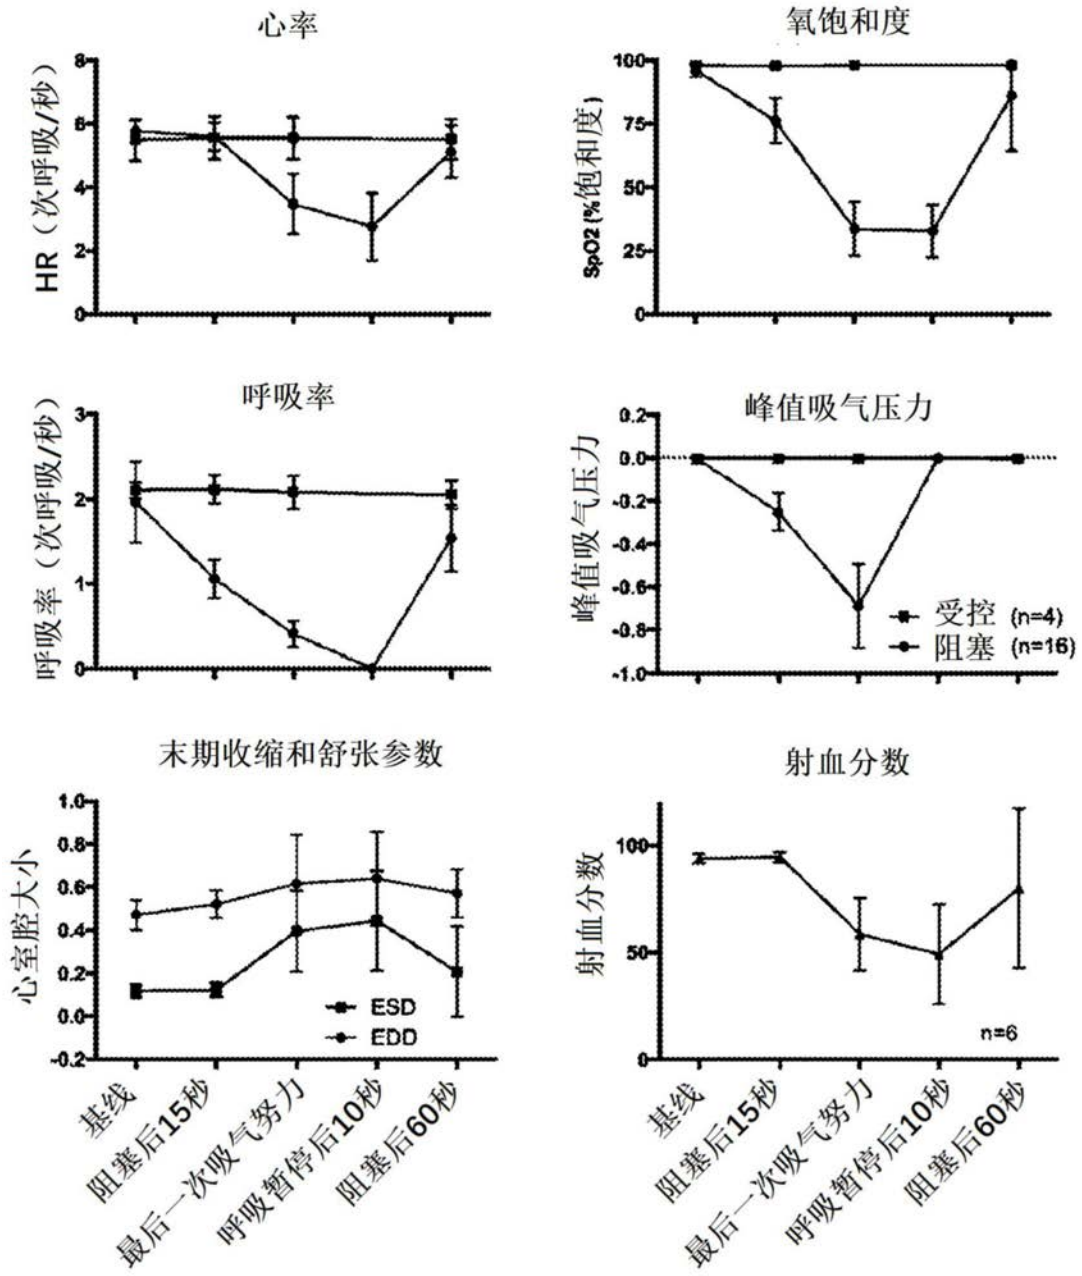 心率
HR（次呼吸/秒）
8
6
4
2
0
氧饱和度
SpO2 (%饱和度)
100
75
50
25
0
呼吸率
呼吸率（次呼吸/秒）
3
2
1
0
峰值吸气压力
峰值吸气压力
0.2
0.0
-0.2
-0.4
-0.6
-0.8
-1.0
受控 (n=4)
阻塞 (n=16)
末期收缩和舒张参数
心室腔大小
1.0
0.8
0.6
0.4
0.2
0.0
-0.2
ESD
EDD
基线
阻塞后15秒
最后一次吸气努力
呼吸暂停后10秒
阻塞后60秒
射血分数
射血分数
100
50
0
n=6
基线
阻塞后15秒
最后一次吸气努力
呼吸暂停后10秒
阻塞后60秒